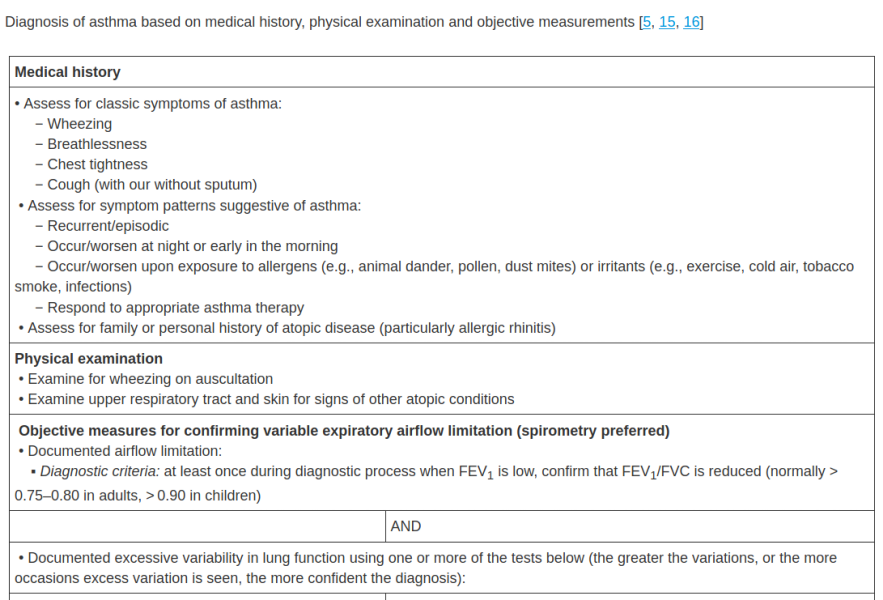 Diagnosis of asthma based on medical history, physical examination and objective measurements [5, 15, 16]
Medical history
• Assess for classic symptoms of asthma:
− Wheezing
− Breathlessness
− Chest tightness
− Cough (with our without sputum)
• Assess for symptom patterns suggestive of asthma:
− Recurrent/episodic
− Occur/worsen at night or early in the morning
− Occur/worsen upon exposure to allergens (e.g., animal dander, pollen, dust mites) or irritants (e.g., exercise, cold air, tobacco
smoke, infections)
− Respond to appropriate asthma therapy
• Assess for family or personal history of atopic disease (particularly allergic rhinitis)
Physical examination
• Examine for wheezing on auscultation
• Examine upper respiratory tract and skin for signs of other atopic conditions
Objective measures for confirming variable expiratory airflow limitation (spirometry preferred)
• Documented airflow limitation:
▪ Diagnostic criteria: at least once during diagnostic process when FEV1 is low, confirm that FEV1/FVC is reduced (normally >
0.75–0.80 in adults, > 0.90 in children)
AND
• Documented excessive variability in lung function using one or more of the tests below (the greater the variations, or the more
occasions excess variation is seen, the more confident the diagnosis):